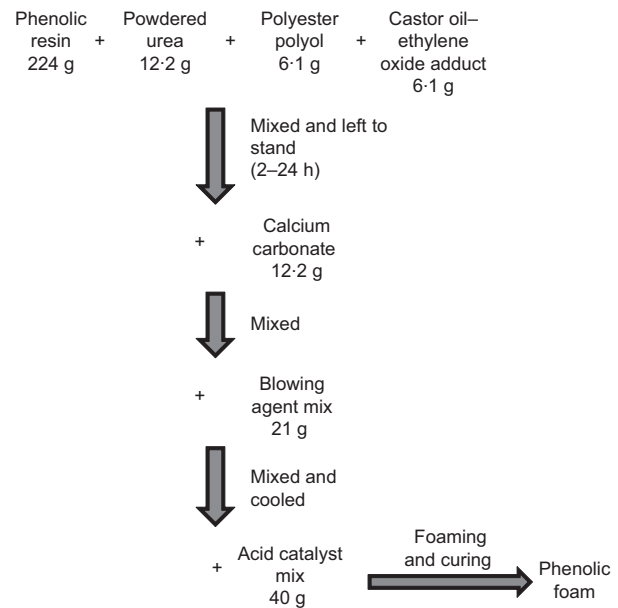 Phenolic
resin
224 g
+
Powdered
urea
12·2 g
+
Polyester
polyol
6·1 g
+
Castor oil–
ethylene
oxide adduct
6·1 g
Mixed and left to
stand
(2–24 h)
+
Calcium
carbonate
12·2 g
Mixed
+
Blowing
agent mix
21 g
Mixed and
cooled
+
Acid catalyst
mix
40 g
Foaming
and curing
Phenolic
foam